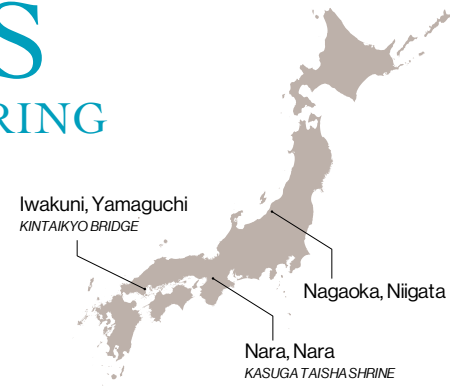 S
RING
Iwakuni, Yamaguchi
KINTAIKYO BRIDGE
Nagaoka, Niigata
Nara, Nara
KASUGA TAISHA SHRINE